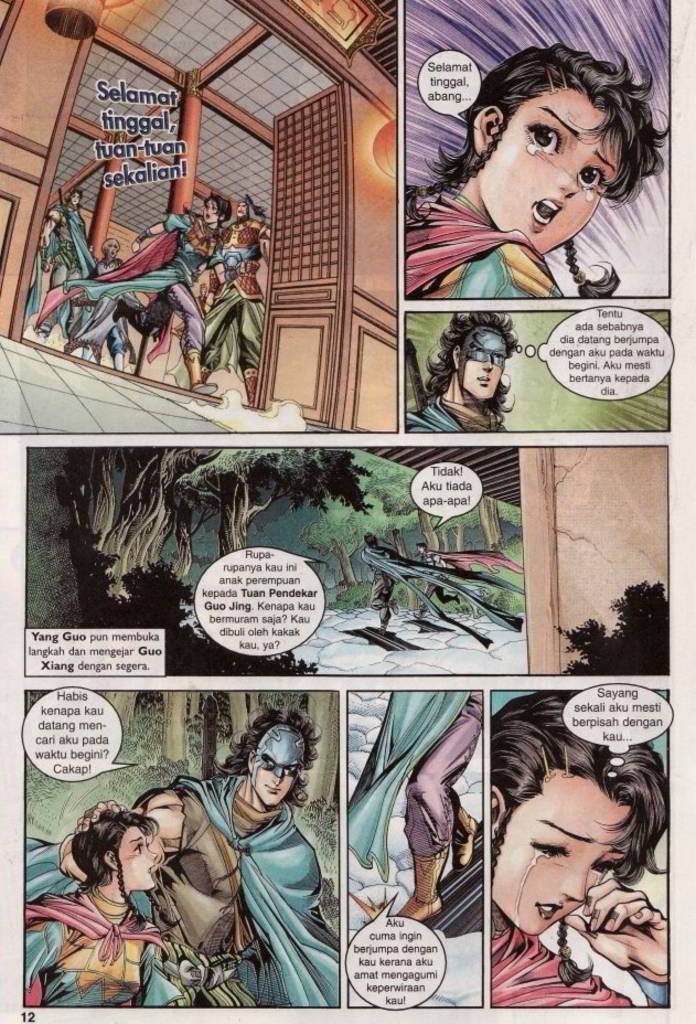 Selamat
tinggal,
tuan-tuan
sekalian!
Selamat
tinggal,
abang...
Tentu
ada sebabnya
dia datang berjumpa
dengan aku pada waktu
begini. Aku mesti
bertanya kepada
dia.
Tidak!
Aku tiada
apa-apa!
Rupa-
rupanya kau ini
anak perempuan
kepada Tuan Pendekar
Guo Jing. Kenapa kau
bermuram saja? Kau
dibuli oleh kakak
kau, ya?
Yang Guo pun membuka
langkah dan mengejar Guo
Xiang dengan segera.
Habis
kenapa kau
datang men-
cari aku pada
waktu begini?
Cakap!
Aku
cuma ingin
berjumpa dengan
kau kerana aku
amat mengagumi
keperwiraan
kau!
Sayang
sekali aku mesti
berpisah dengan
kau...
12